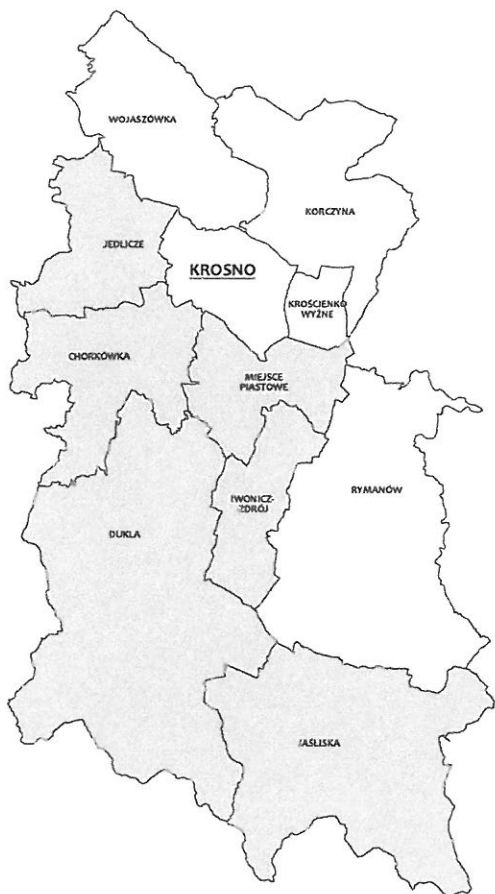 WOJASZÓWKA
KORCZYNA
JEDLICZE
KROSNO
KROŚCIENKO
WYŻNE
CHORKÓWKA
MIEJSCE
PIASTOWE
IWONICZ-
ZDRÓJ
RYMANÓW
DUKLA
JAŚLISKA